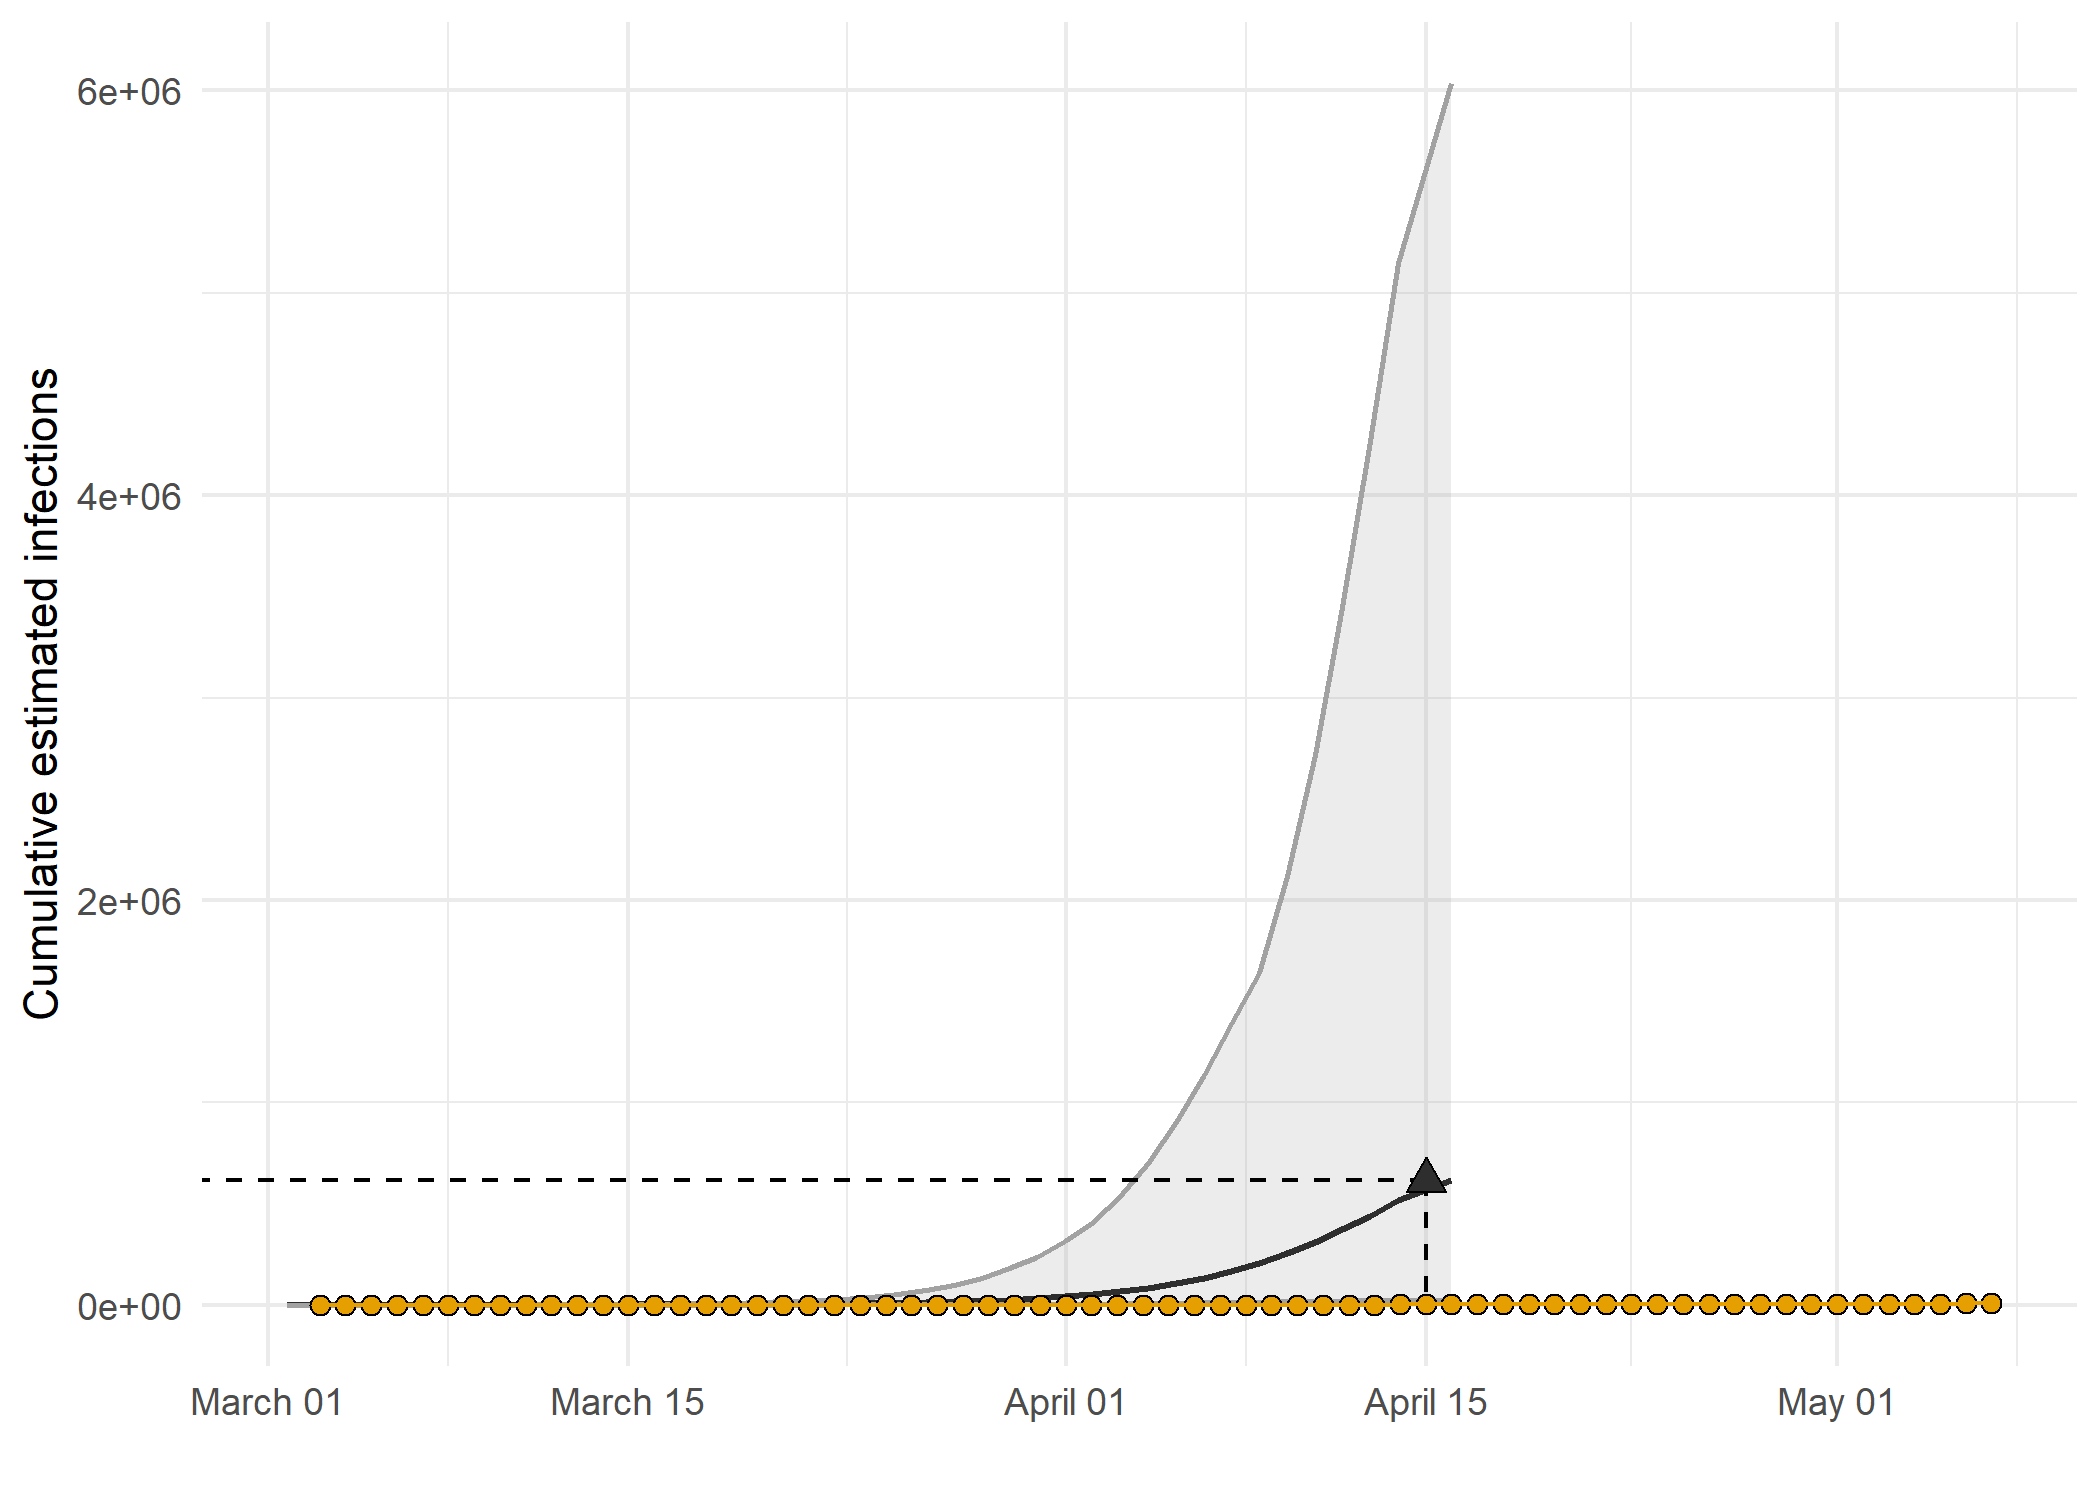 Cumulative estimated infections
6e+06
4e+06
2e+06
0e+00
March 01
March 15
April 01
April 15
May 01